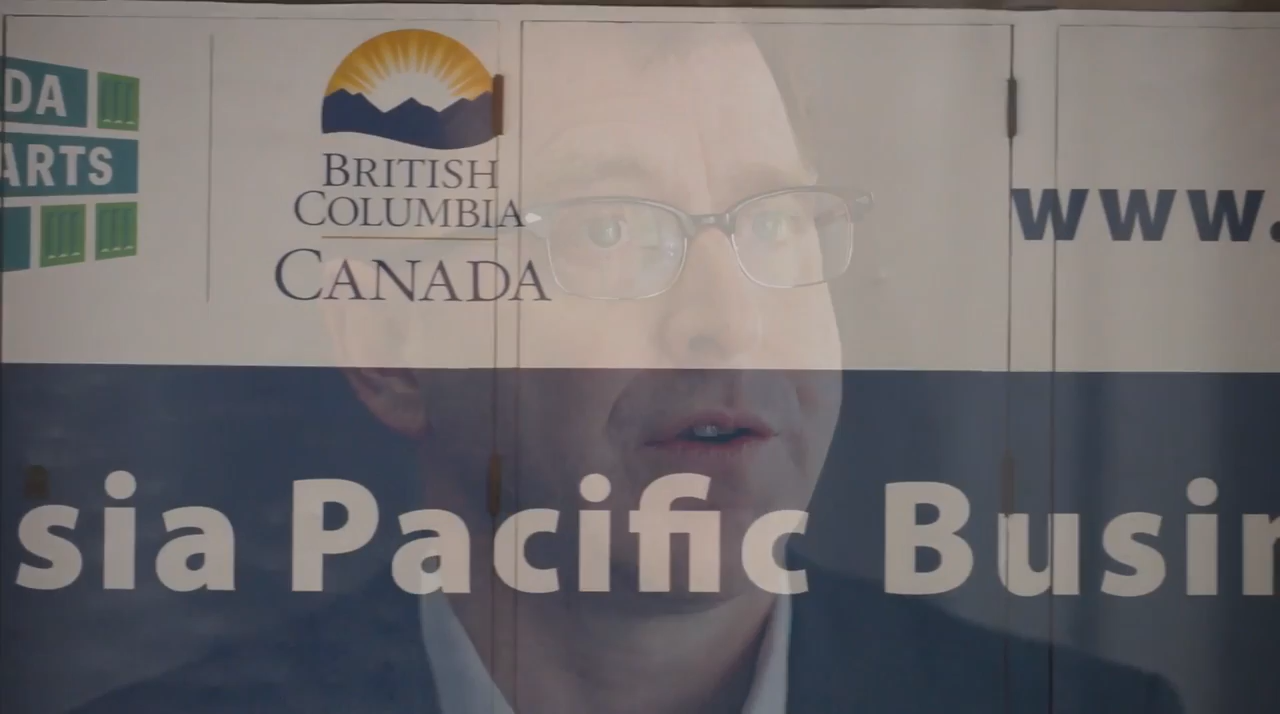 DA
ARTS
BRITISH
COLUMBIA
CANADA
www.
sia Pacific Busin